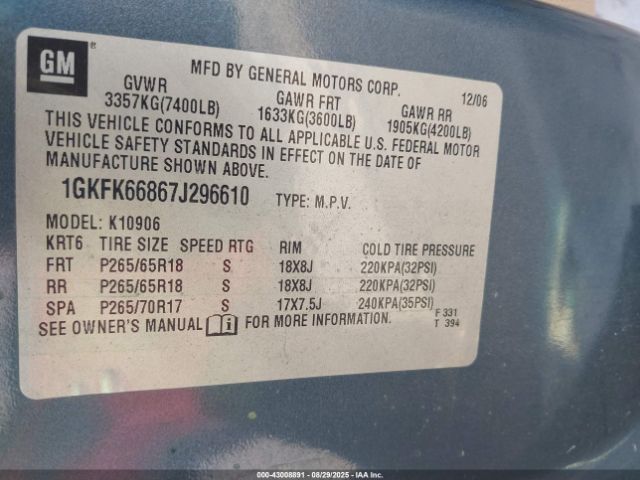 GM
MFD BY GENERAL MOTORS CORP.
12/06
GVWR GAWR FRT GAWR RR
3357KG(7400LB) 1633KG(3600LB) 1905KG(4200LB)
THIS VEHICLE CONFORMS TO ALL APPLICABLE U.S. FEDERAL MOTOR
VEHICLE SAFETY STANDARDS IN EFFECT ON THE DATE OF
MANUFACTURE SHOWN ABOVE.
1GKFK66867J296610 TYPE: M.P.V.
MODEL: K10906
KRT6 TIRE SIZE SPEED RTG RIM COLD TIRE PRESSURE
FRT P265/65R18 S 18X8J 220KPA(32PSI)
RR P265/65R18 S 18X8J 220KPA(32PSI)
SPA P265/70R17 S 17X7.5J 240KPA(35PSI)
SEE OWNER'S MANUAL i FOR MORE INFORMATION.
F 331
T 394
000-43008891 - 08/29/2025 - IAAI.COM